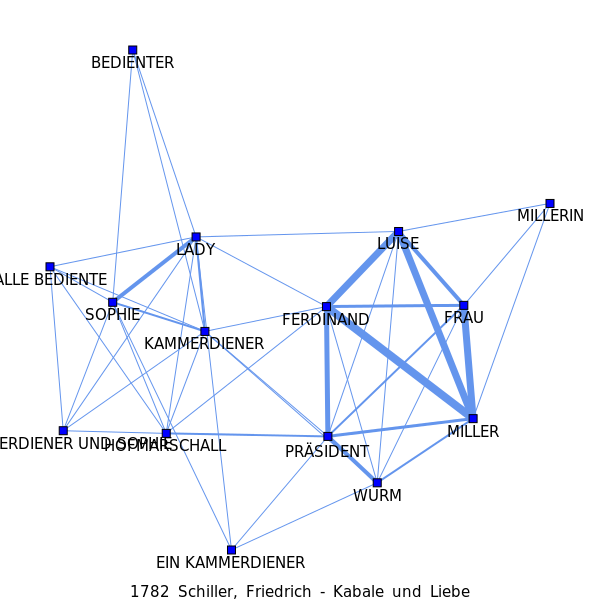 BEDIENTER
MILLERIN
LUISE
LADY
ALLE BEDIENTE
SOPHIE
FERDINAND
FRAU
KAMMERDIENER
MILLER
ERDIENER UND SOPHIE
HOFMARSCHALL
PRÄSIDENT
WURM
EIN KAMMERDIENER
1782 Schiller, Friedrich - Kabale und Liebe